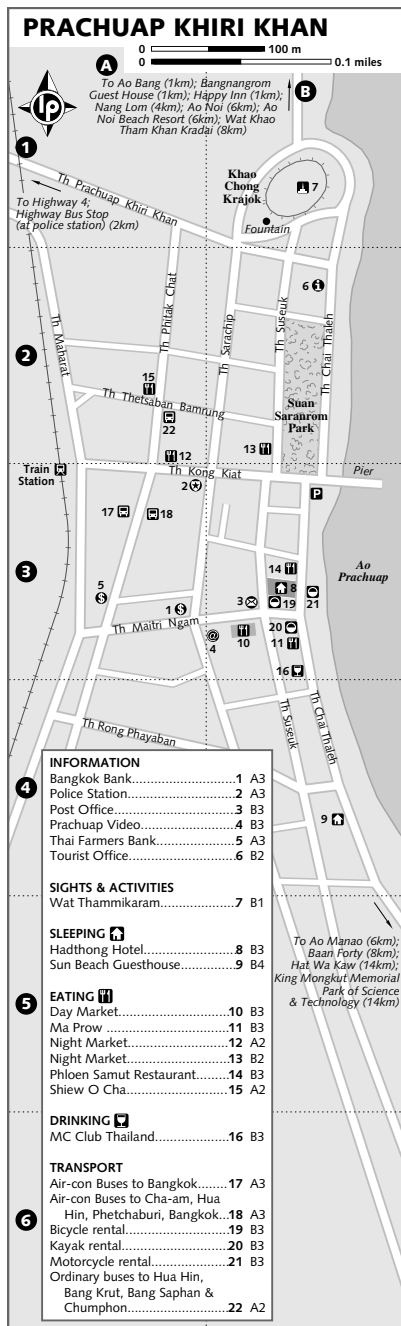 PRACHUAP KHIRI KHAN
0 100 m
0 0.1 miles
A
B
To Ao Bang (1km); Bangnangrom
Guest House (1km); Happy Inn (1km);
Nang Lom (4km); Ao Noi (6km); Ao
Noi Beach Resort (6km); Wat Khao
Tham Khan Kradai (8km)
lp
1
Th Prachuap Khiri Khan
To Highway 4;
Highway Bus Stop
(at police station) (2km)
Khao
Chong
Krajok
7
Fountain
6
2
Th Maharat
Th Phitak Chat
Th Sarachip
Th Suseuk
Th Chai Thaleh
15
Th Thetsaban Bamrung
22
Suan
Saranrom
Park
12
13
Train
Station
Th Kong Kiat
Pier
2
P
17
18
3
Ao
Prachuap
14
8
5
1
3
19
21
Th Maitri Ngam
4
10
20
11
16
Th Suseuk
Th Chai Thaleh
Th Rong Phayaban
4
9
To Ao Manao (6km);
Baan Forty (8km);
Hat Wa Kaw (14km);
King Mongkut Memorial
Park of Science
& Technology (14km)
5
6
INFORMATION
Bangkok Bank 1 A3
Police Station 2 A3
Post Office 3 B3
Prachuap Video 4 B3
Thai Farmers Bank 5 A3
Tourist Office 6 B2
SIGHTS & ACTIVITIES
Wat Thammikaram 7 B1
SLEEPING
Hadthong Hotel 8 B3
Sun Beach Guesthouse 9 B4
EATING
Day Market 10 B3
Ma Prow 11 B3
Night Market 12 A2
Night Market 13 B2
Phloen Samut Restaurant 14 B3
Shiew O Cha 15 A2
DRINKING
MC Club Thailand 16 B3
TRANSPORT
Air-con Buses to Bangkok 17 A3
Air-con Buses to Cha-am, Hua
Hin, Phetchaburi, Bangkok 18 A3
Bicycle rental 19 B3
Kayak rental 20 B3
Motorcycle rental 21 B3
Ordinary buses to Hua Hin,
Bang Krut, Bang Saphan &
Chumphon 22 A2